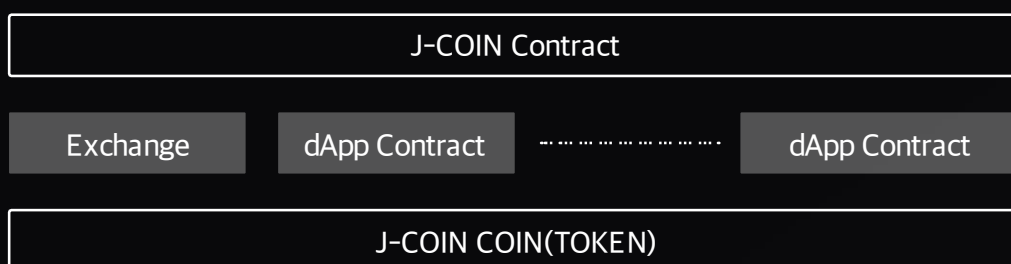 J-COIN Contract
Exchange
dApp Contract
dApp Contract
J-COIN COIN(TOKEN)